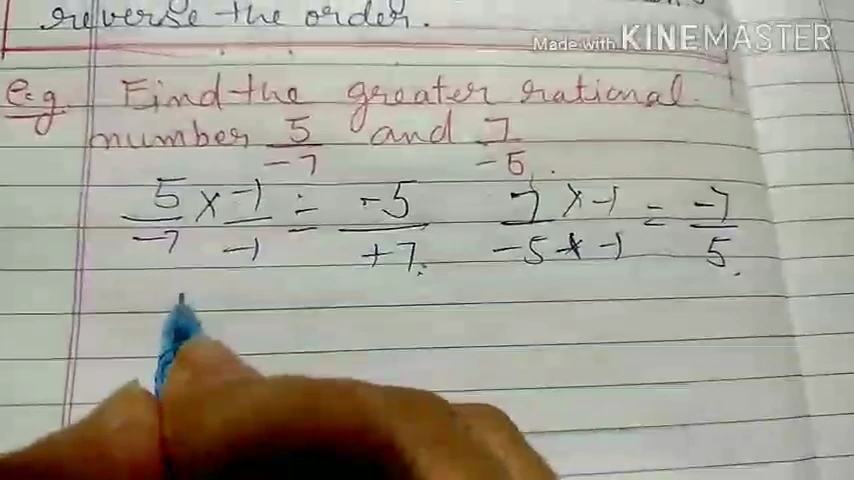 reverse the order.
Made with KINEMASTER
e.g. Find the greater rational
number 5/-7 and 7/-5.
5/-7 × -1/-1 = -5/+7. 7×-1/-5×-1 = -7/5.